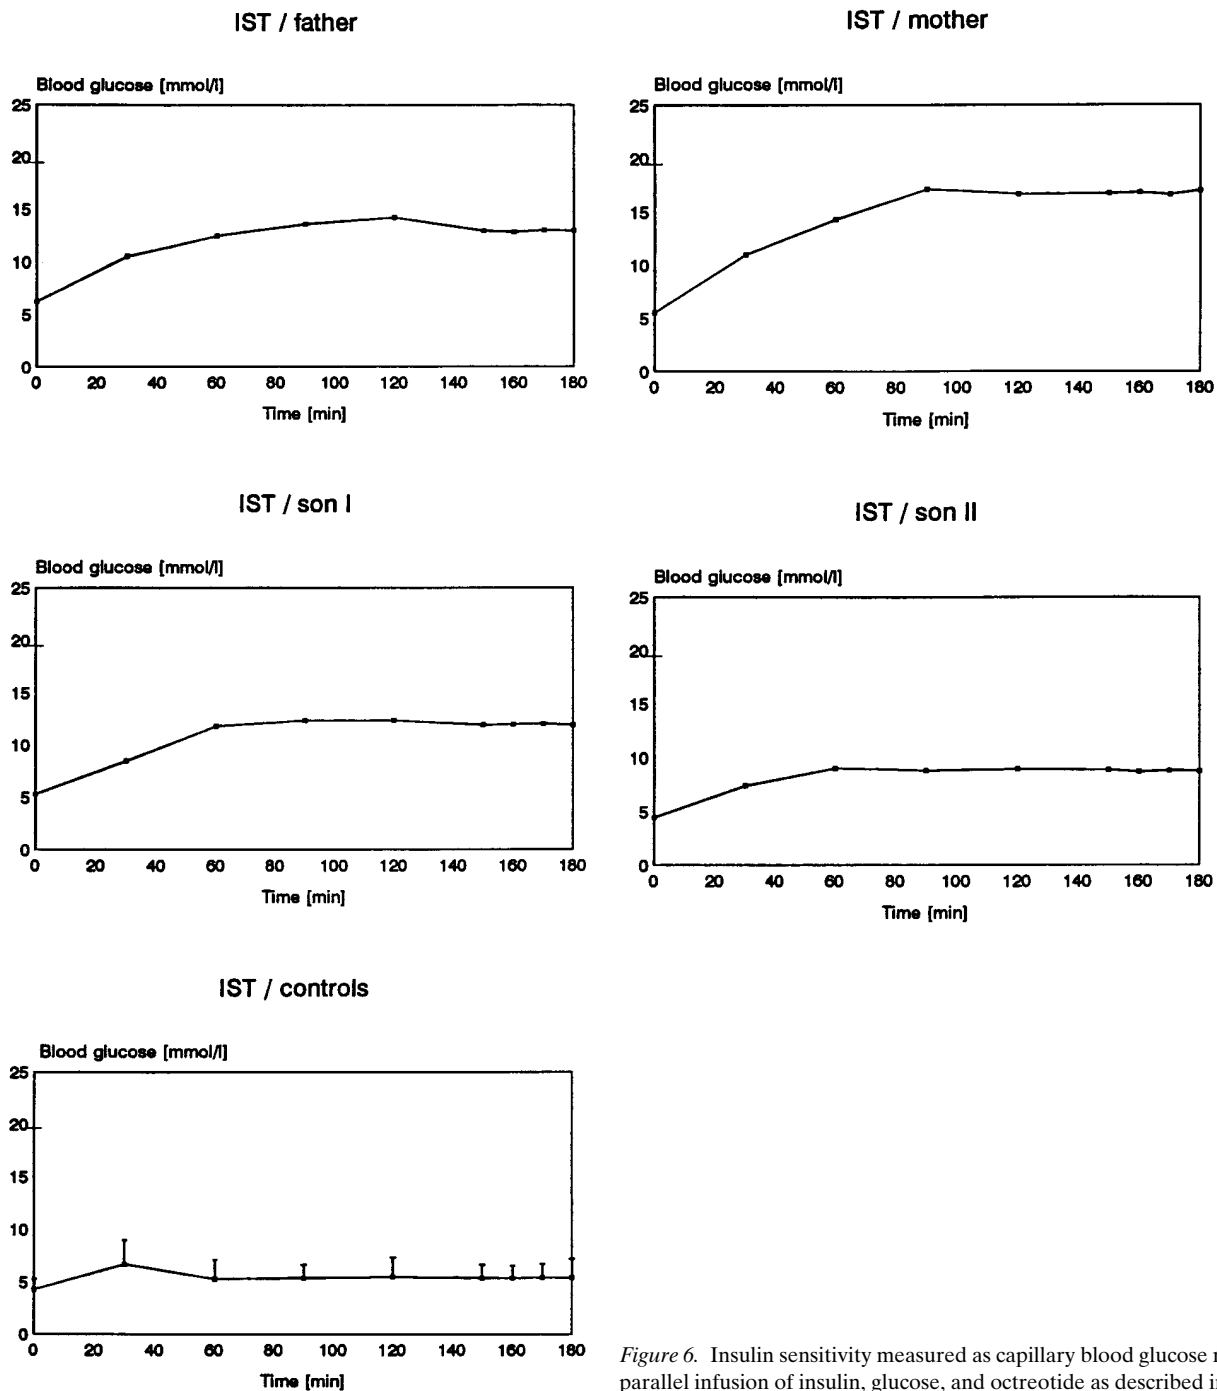 IST / father
Blood glucose [mmol/l]
25
20
15
10
5
0
0 20 40 60 80 100 120 140 160 180
Time [min]
IST / mother
Blood glucose [mmol/l]
25
20
15
10
5
0
0 20 40 60 80 100 120 140 160 180
Time [min]
IST / son I
Blood glucose [mmol/l]
25
20
15
10
5
0
0 20 40 60 80 100 120 140 160 180
Time [min]
IST / son II
Blood glucose [mmol/l]
25
20
15
10
5
0
0 20 40 60 80 100 120 140 160 180
Time [min]
IST / controls
Blood glucose [mmol/l]
25
20
15
10
5
0
0 20 40 60 80 100 120 140 160 180
Time [min]
Figure 6. Insulin sensitivity measured as capillary blood glucose
parallel infusion of insulin, glucose, and octreotide as described